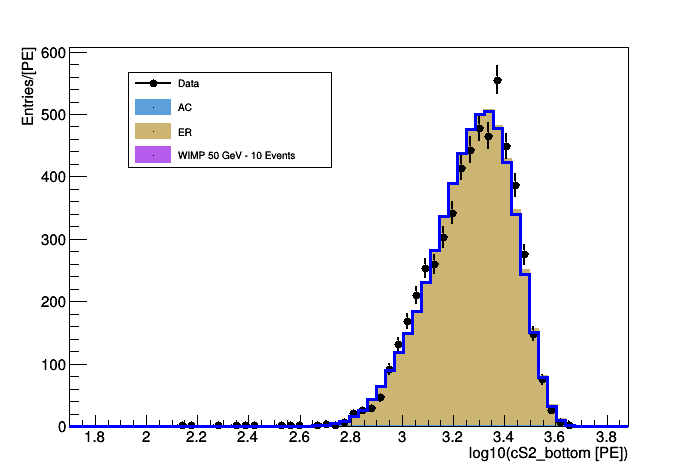 Entries/[PE]
600
500
400
300
200
100
0
Data
AC
ER
WIMP 50 GeV - 10 Events
1.8 2 2.2 2.4 2.6 2.8 3 3.2 3.4 3.6 3.8
log10(cS2_bottom [PE])